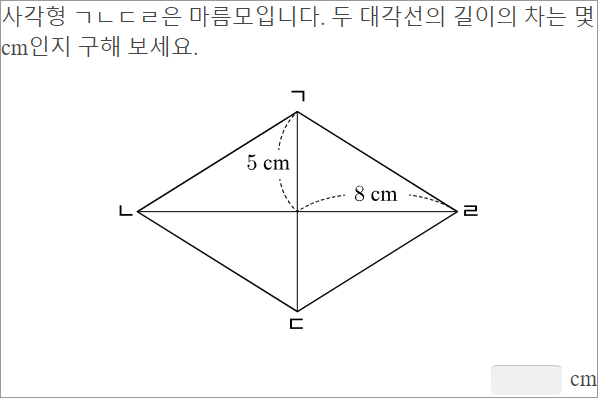 사각형 ㄱㄴㄷㄹ은 마름모입니다. 두 대각선의 길이의 차는 몇
cm인지 구해 보세요.
ㄱ
5 cm
8 cm
ㄴ
ㄹ
ㄷ
cm